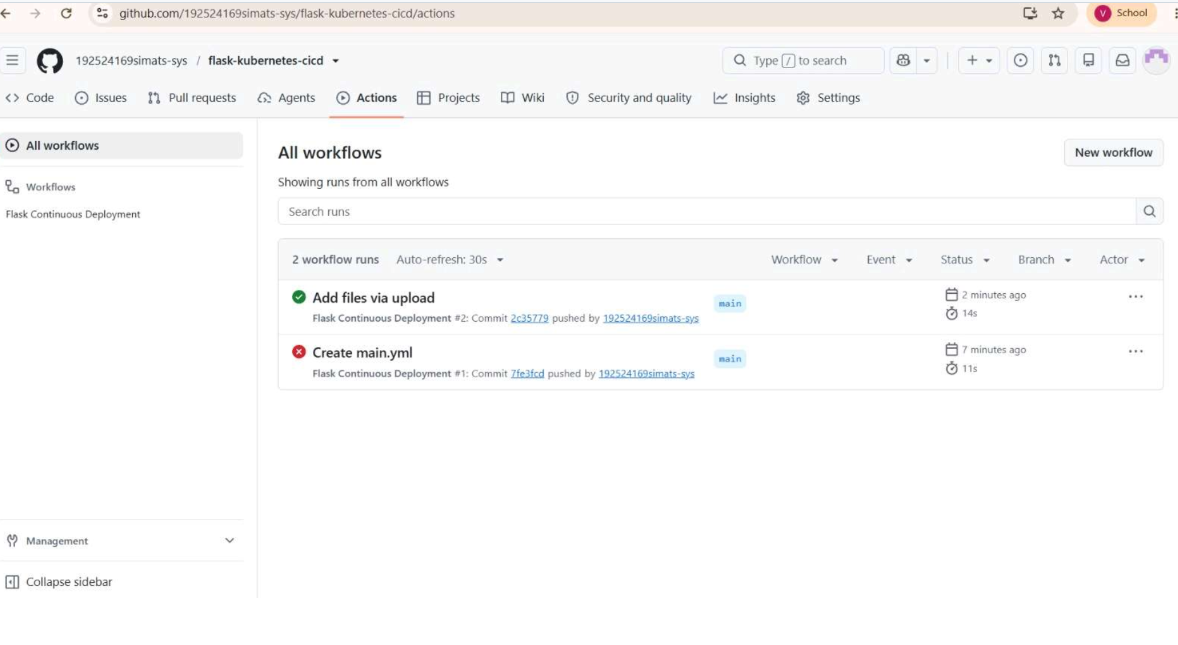 github.com/192524169simats-sys/flask-kubernetes-cicd/actions
V School
192524169simats-sys / flask-kubernetes-cicd
Type / to search
Code Issues Pull requests Agents Actions Projects Wiki Security and quality Insights Settings
All workflows
Workflows
Flask Continuous Deployment
Management
Collapse sidebar
All workflows
New workflow
Showing runs from all workflows
Search runs
2 workflow runs Auto-refresh: 30s Workflow Event Status Branch Actor
Add files via upload
Flask Continuous Deployment #2: Commit 2c35779 pushed by 192524169simats-sys
main
2 minutes ago
14s
Create main.yml
Flask Continuous Deployment #1: Commit 7fe3fcd pushed by 192524169simats-sys
main
7 minutes ago
11s